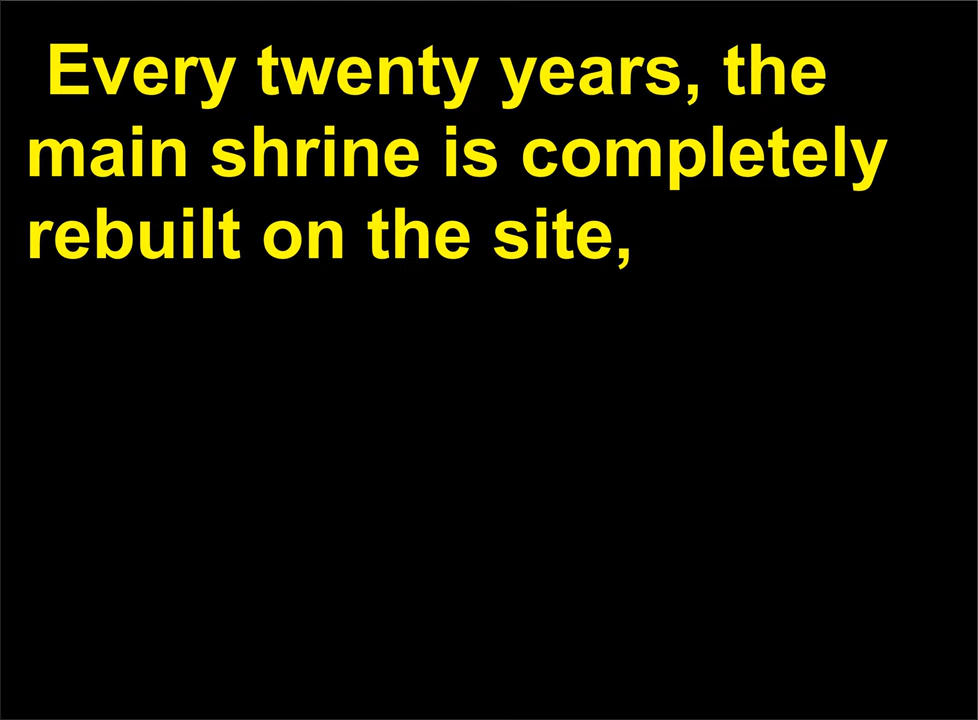 Every twenty years, the
main shrine is completely
rebuilt on the site,